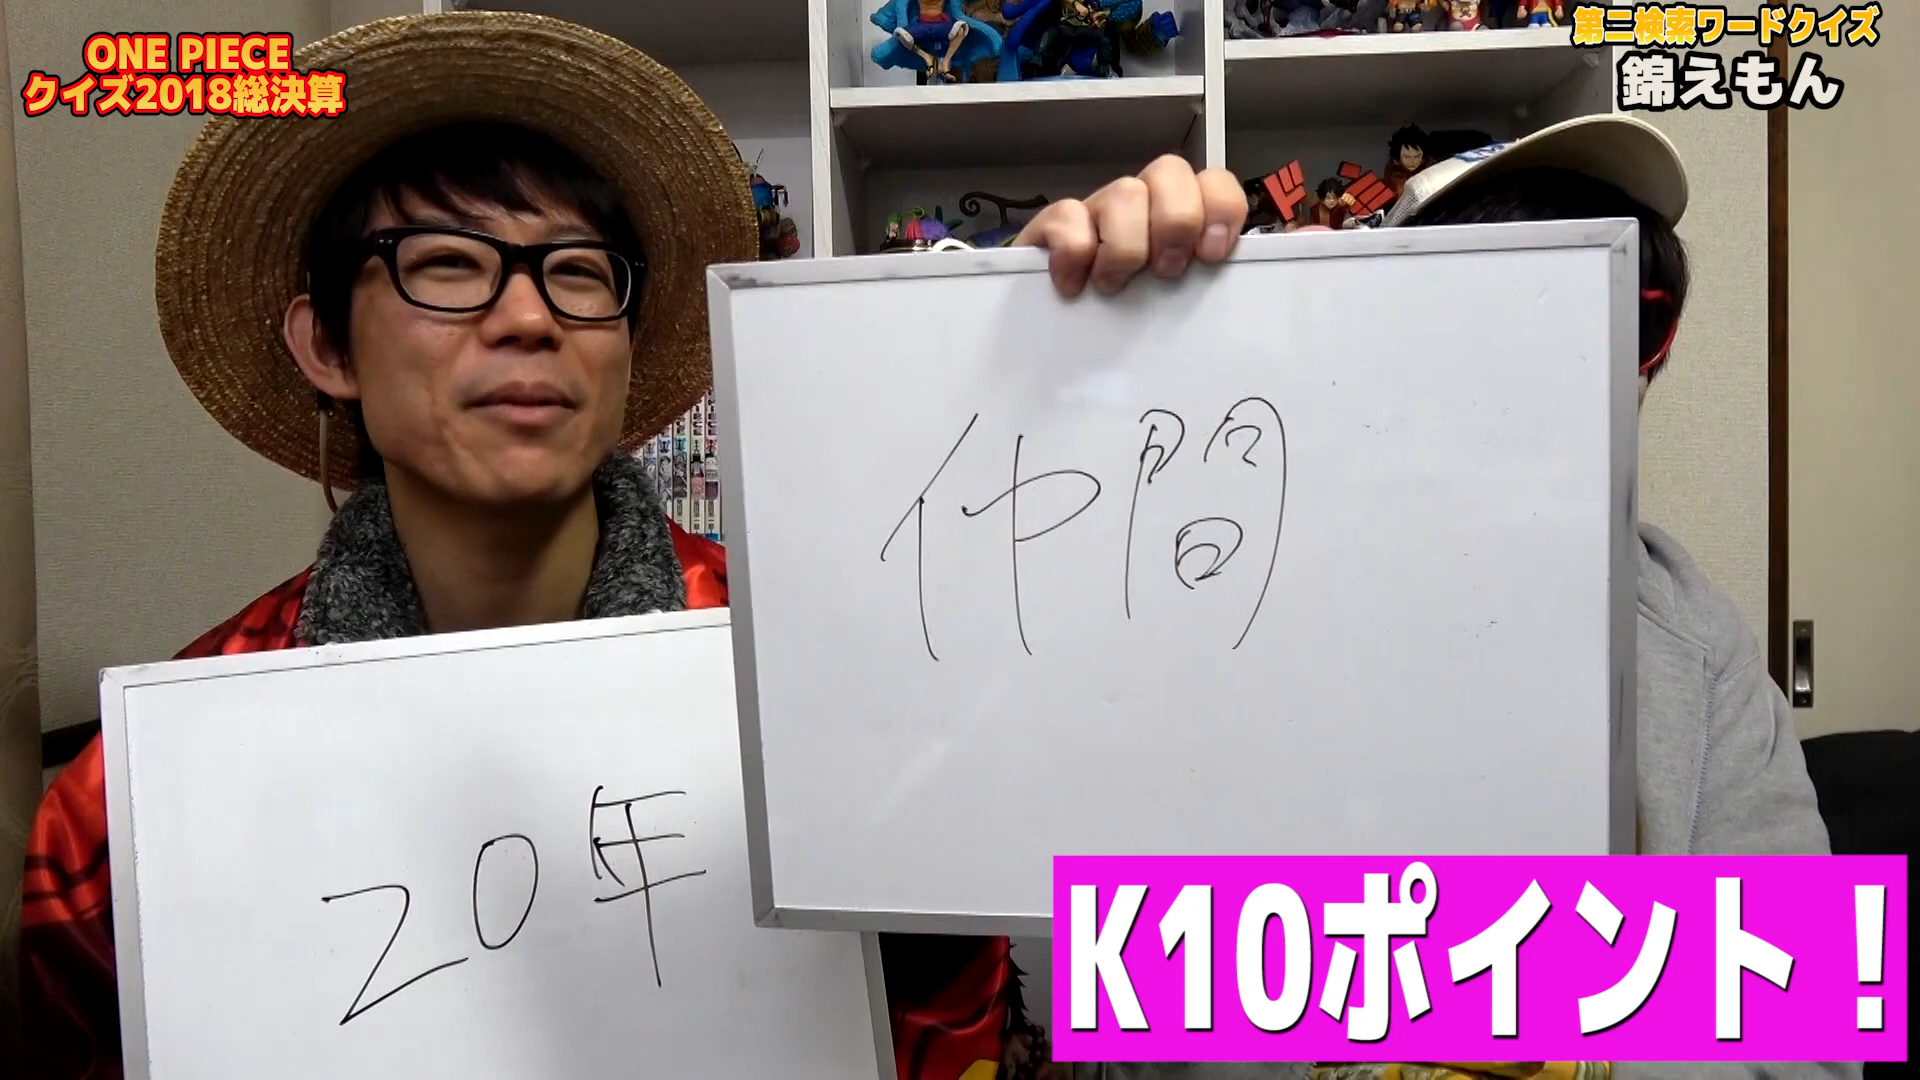 ONE PIECE
クイズ2018総決算
第二検索ワードクイズ
錦えもん
ド
仲間
20年
K10ポイント！